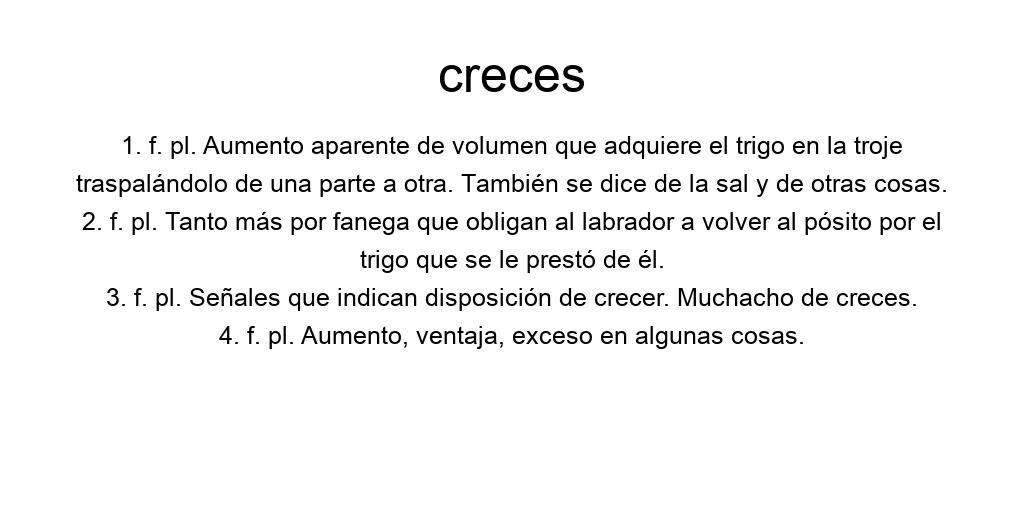 creces
1. f. pl. Aumento aparente de volumen que adquiere el trigo en la troje
traspalándolo de una parte a otra. También se dice de la sal y de otras cosas.
2. f. pl. Tanto más por fanega que obligan al labrador a volver al pósito por el
trigo que se le prestó de él.
3. f. pl. Señales que indican disposición de crecer. Muchacho de creces.
4. f. pl. Aumento, ventaja, exceso en algunas cosas.